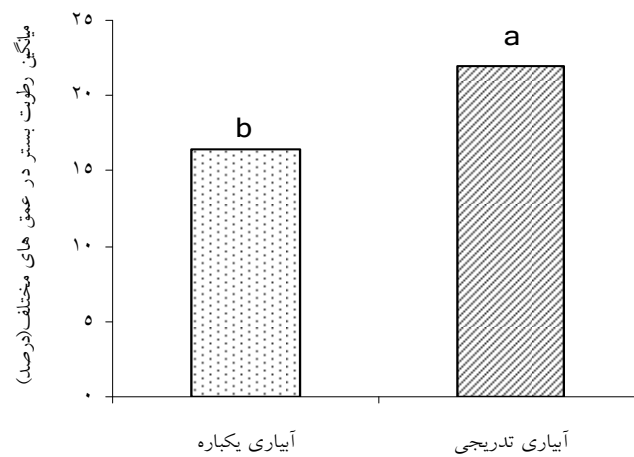 میانگین رطوبت بستر در عمق های مختلف(درصد)
۲۵
۲۰
۱۵
۱۰
۵
۰
b
a
آبیاری یکباره
آبیاری تدریجی